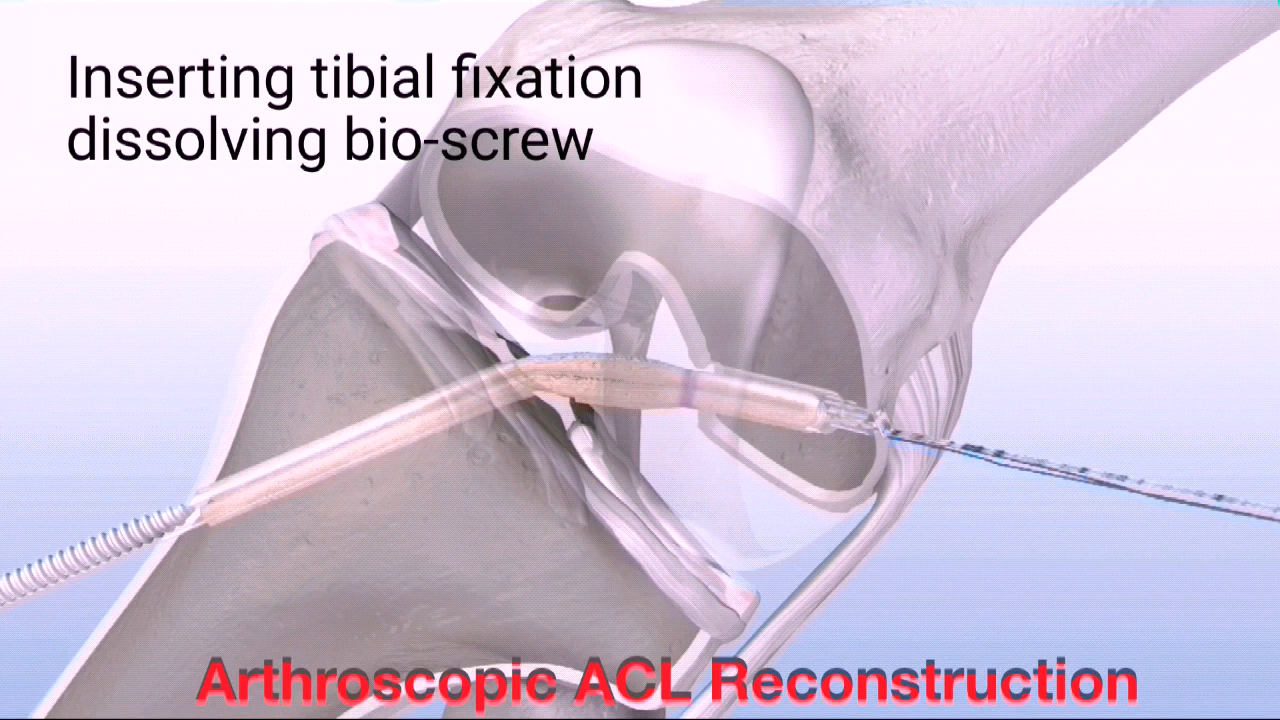 Inserting tibial fixation
dissolving bio-screw
Arthroscopic ACL Reconstruction